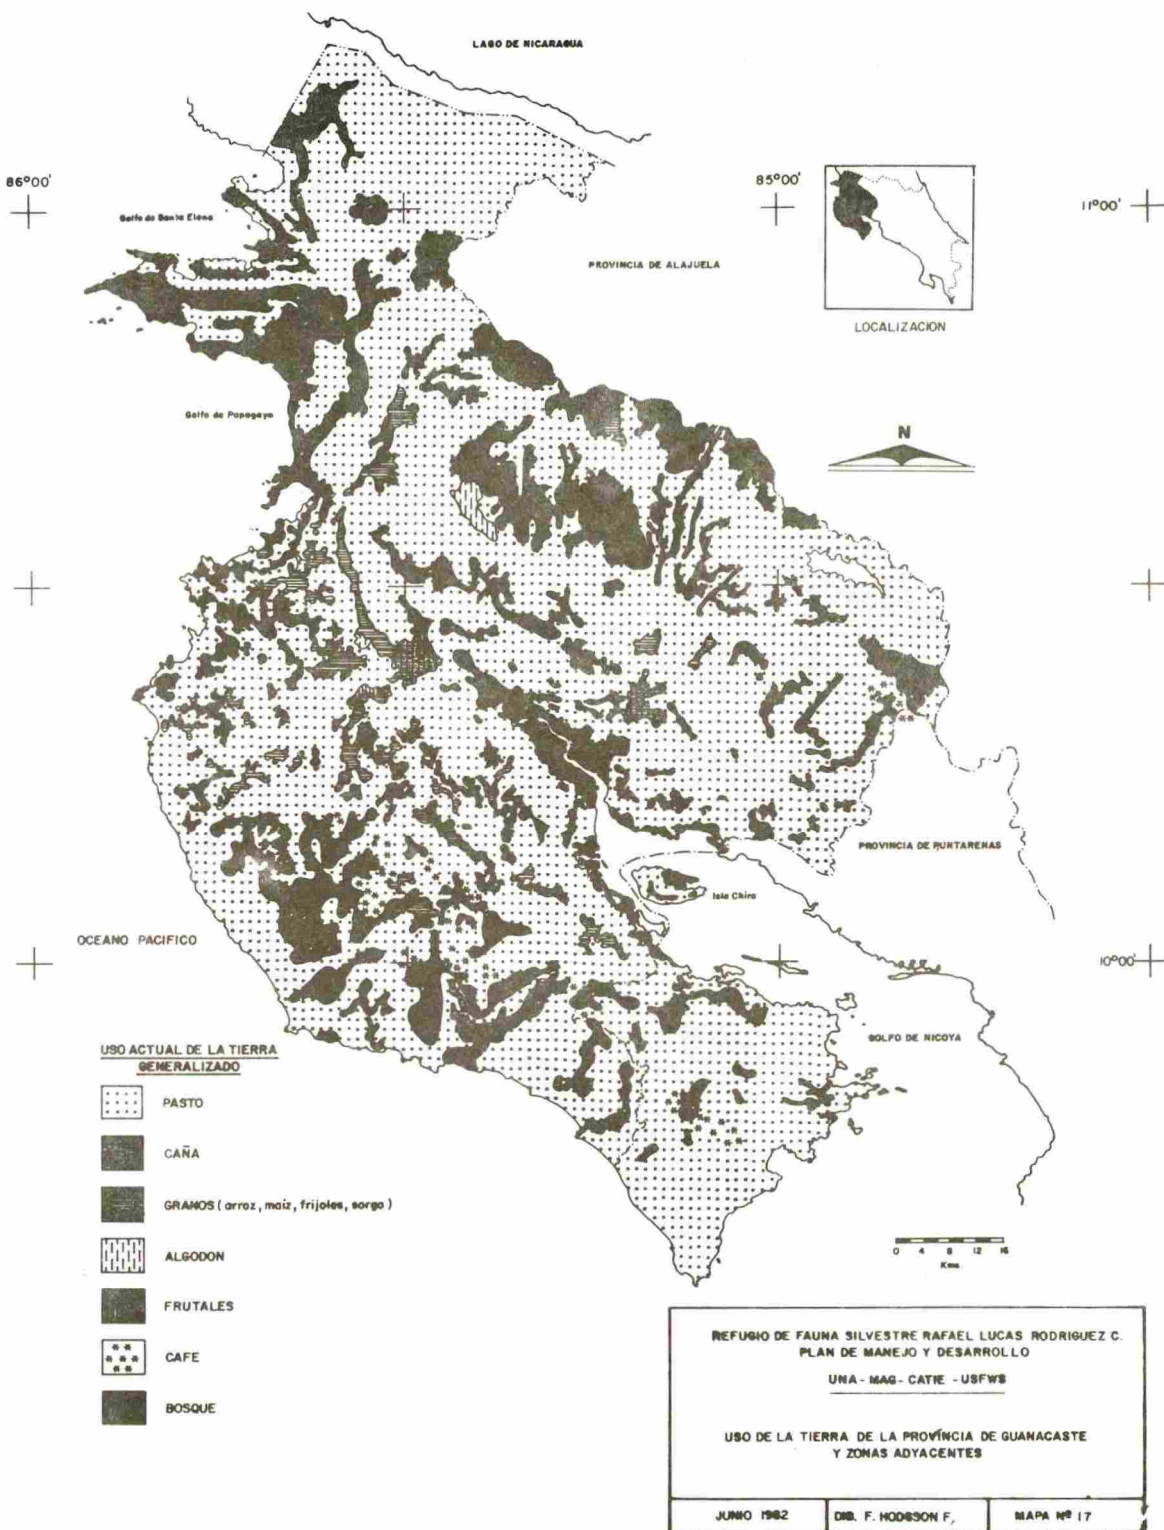 LAGO DE NICARAGUA
86°00'
85°00'
11°00'
Golfo de Santa Elena
PROVINCIA DE ALAJUELA
LOCALIZACION
Golfo de Papagayo
N
PROVINCIA DE PUNTARENAS
Isla Chira
OCEANO PACIFICO
10°00'
GOLFO DE NICOYA
USO ACTUAL DE LA TIERRA
GENERALIZADO
PASTO
CAÑA
GRANOS (arroz, maíz, frijoles, sorgo)
ALGODON
FRUTALES
CAFE
BOSQUE
0 4 8 12 16
Kms.
REFUGIO DE FAUNA SILVESTRE RAFAEL LUCAS RODRIGUEZ C.
PLAN DE MANEJO Y DESARROLLO
UNA - MAG - CATIE - USFWS
USO DE LA TIERRA DE LA PROVINCIA DE GUANACASTE
Y ZONAS ADYACENTES
JUNIO 1982
DIB. F. HODGSON F.
MAPA Nº 17